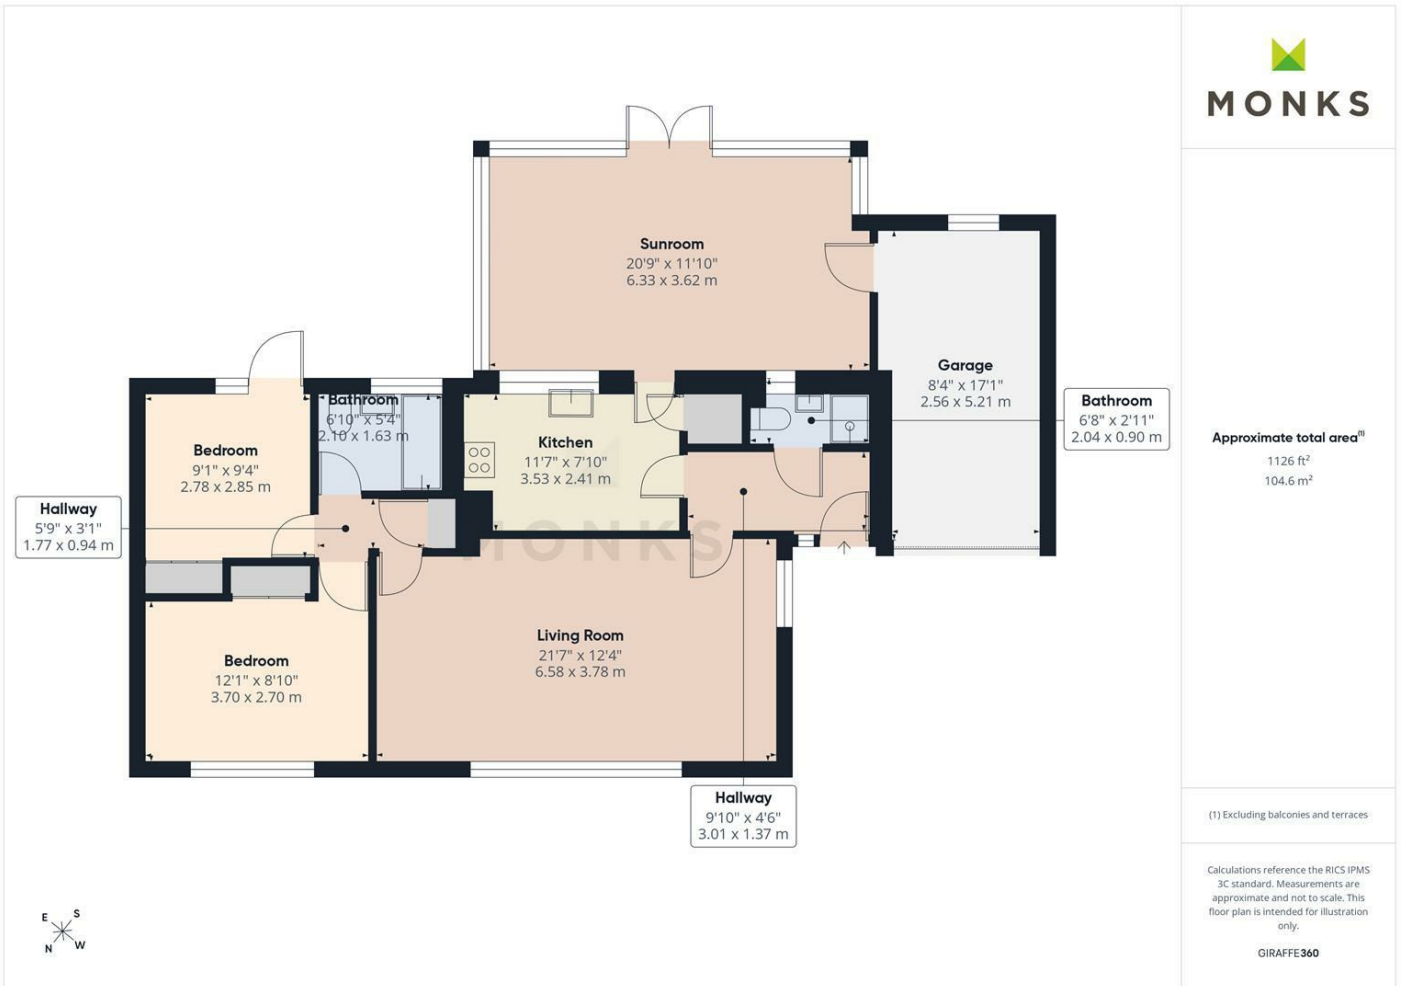 MONKS
Sunroom
20'9" x 11'10"
6.33 x 3.62 m
Garage
8'4" x 17'1"
2.56 x 5.21 m
Bathroom
6'8" x 2'11"
2.04 x 0.90 m
Bathroom
6'10" x 5'4"
2.10 x 1.63 m
Bedroom
9'1" x 9'4"
2.78 x 2.85 m
Kitchen
11'7" x 7'10"
3.53 x 2.41 m
Hallway
5'9" x 3'1"
1.77 x 0.94 m
MONKS
Living Room
21'7" x 12'4"
6.58 x 3.78 m
Bedroom
12'1" x 8'10"
3.70 x 2.70 m
Hallway
9'10" x 4'6"
3.01 x 1.37 m
E S
N W
Approximate total area⁽¹⁾
1126 ft²
104.6 m²
(1) Excluding balconies and terraces
Calculations reference the RICS IPMS
3C standard. Measurements are
approximate and not to scale. This
floor plan is intended for illustration
only.
GIRAFFE360